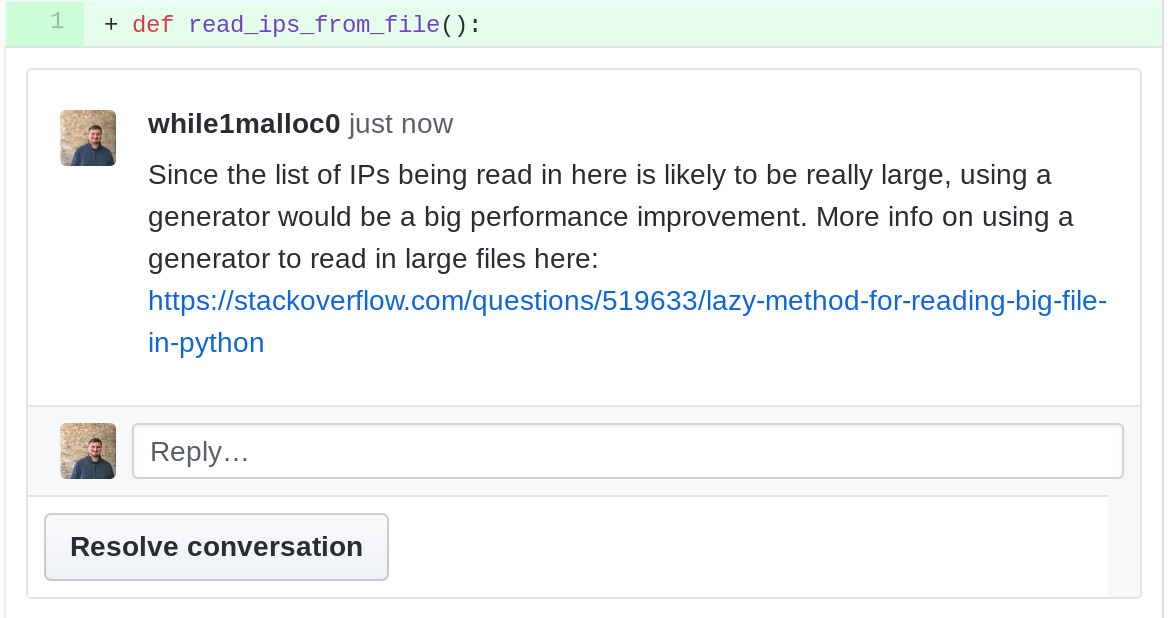 1 + def read_ips_from_file():
while1malloc0 just now
Since the list of IPs being read in here is likely to be really large, using a
generator would be a big performance improvement. More info on using a
generator to read in large files here:
https://stackoverflow.com/questions/519633/lazy-method-for-reading-big-file-
in-python
Reply…
Resolve conversation